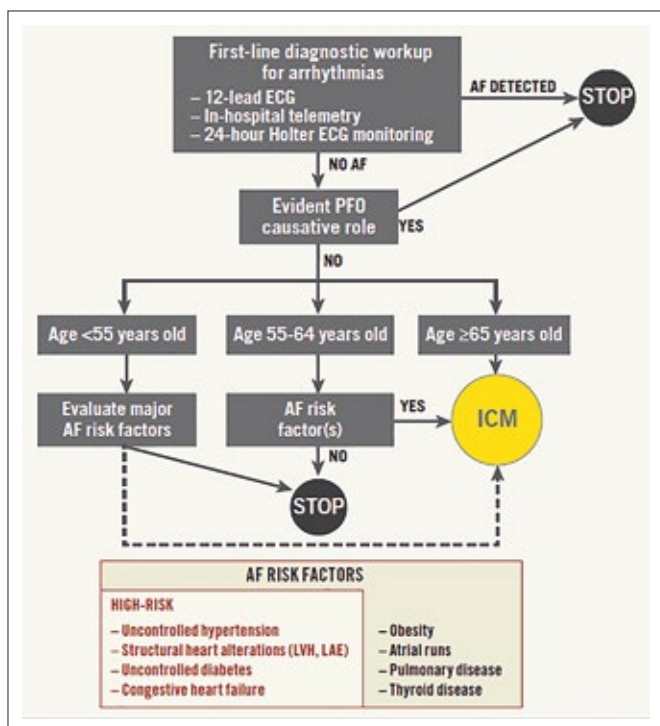 First-line diagnostic workup
for arrhythmias
– 12-lead ECG
– In-hospital telemetry
– 24-hour Holter ECG monitoring
AF DETECTED
STOP
NO AF
Evident PFO
causative role
YES
NO
Age <55 years old
Age 55-64 years old
Age ≥65 years old
Evaluate major
AF risk factors
AF risk
factor(s)
YES
ICM
NO
STOP
AF RISK FACTORS
HIGH-RISK
– Uncontrolled hypertension
– Structural heart alterations (LVH, LAE)
– Uncontrolled diabetes
– Congestive heart failure
– Obesity
– Atrial runs
– Pulmonary disease
– Thyroid disease